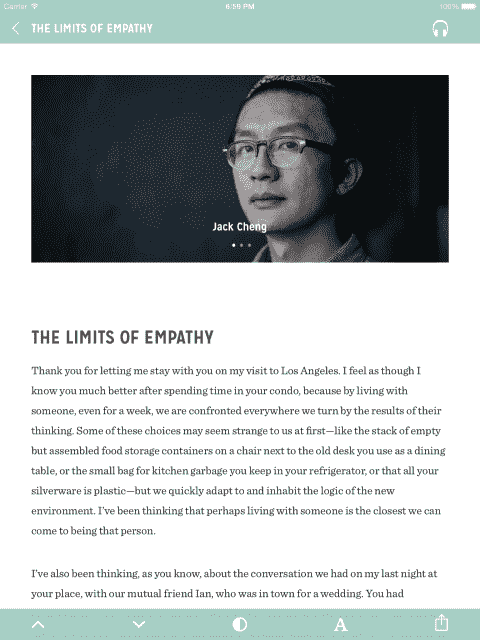 Carrier 6:59 PM 100%
THE LIMITS OF EMPATHY
Jack Cheng
THE LIMITS OF EMPATHY
Thank you for letting me stay with you on my visit to Los Angeles. I feel as though I
know you much better after spending time in your condo, because by living with
someone, even for a week, we are confronted everywhere we turn by the results of their
thinking. Some of these choices may seem strange to us at first—like the stack of empty
but assembled food storage containers on a chair next to the old desk you use as a dining
table, or the small bag for kitchen garbage you keep in your refrigerator, or that all your
silverware is plastic—but we quickly adapt to and inhabit the logic of the new
environment. I've been thinking that perhaps living with someone is the closest we can
come to being that person.
I've also been thinking, as you know, about the conversation we had on my last night at
your place, with our mutual friend Ian, who was in town for a wedding. You had
A